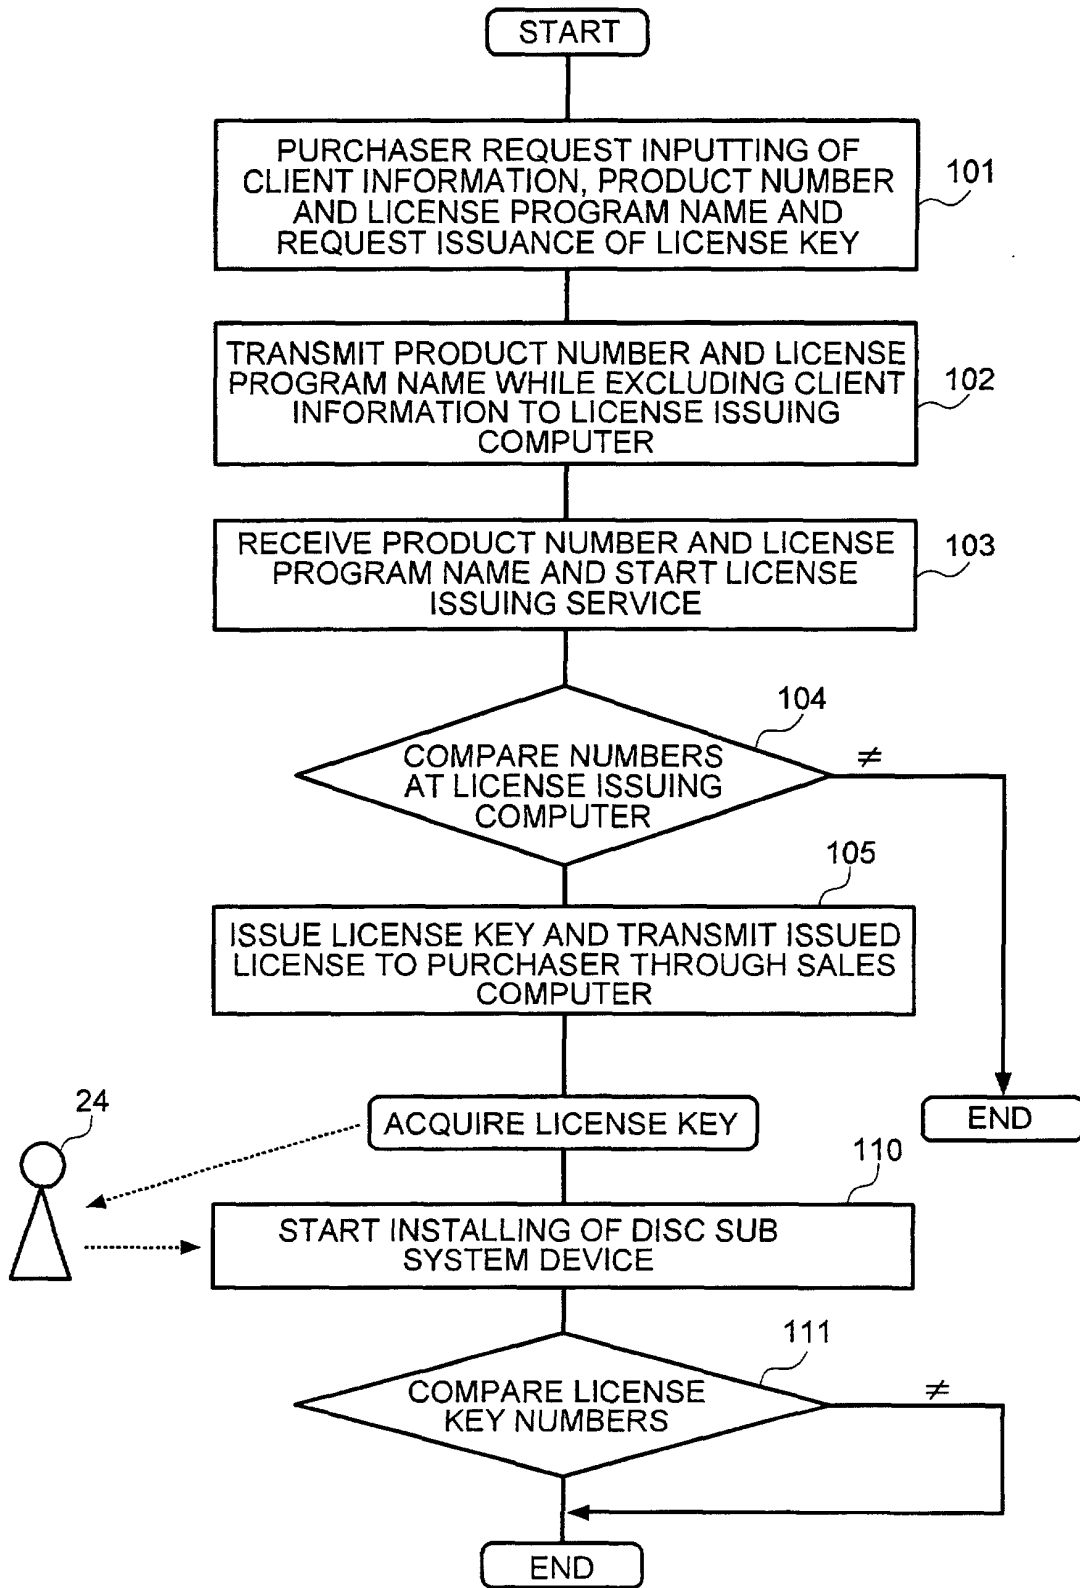 START
PURCHASER REQUEST INPUTTING OF
CLIENT INFORMATION, PRODUCT NUMBER
AND LICENSE PROGRAM NAME AND
REQUEST ISSUANCE OF LICENSE KEY
101
TRANSMIT PRODUCT NUMBER AND LICENSE
PROGRAM NAME WHILE EXCLUDING CLIENT
INFORMATION TO LICENSE ISSUING
COMPUTER
102
RECEIVE PRODUCT NUMBER AND LICENSE
PROGRAM NAME AND START LICENSE
ISSUING SERVICE
103
104
COMPARE NUMBERS
AT LICENSE ISSUING
COMPUTER
≠
105
ISSUE LICENSE KEY AND TRANSMIT ISSUED
LICENSE TO PURCHASER THROUGH SALES
COMPUTER
24
ACQUIRE LICENSE KEY
END
110
START INSTALLING OF DISC SUB
SYSTEM DEVICE
111
COMPARE LICENSE
KEY NUMBERS
≠
END